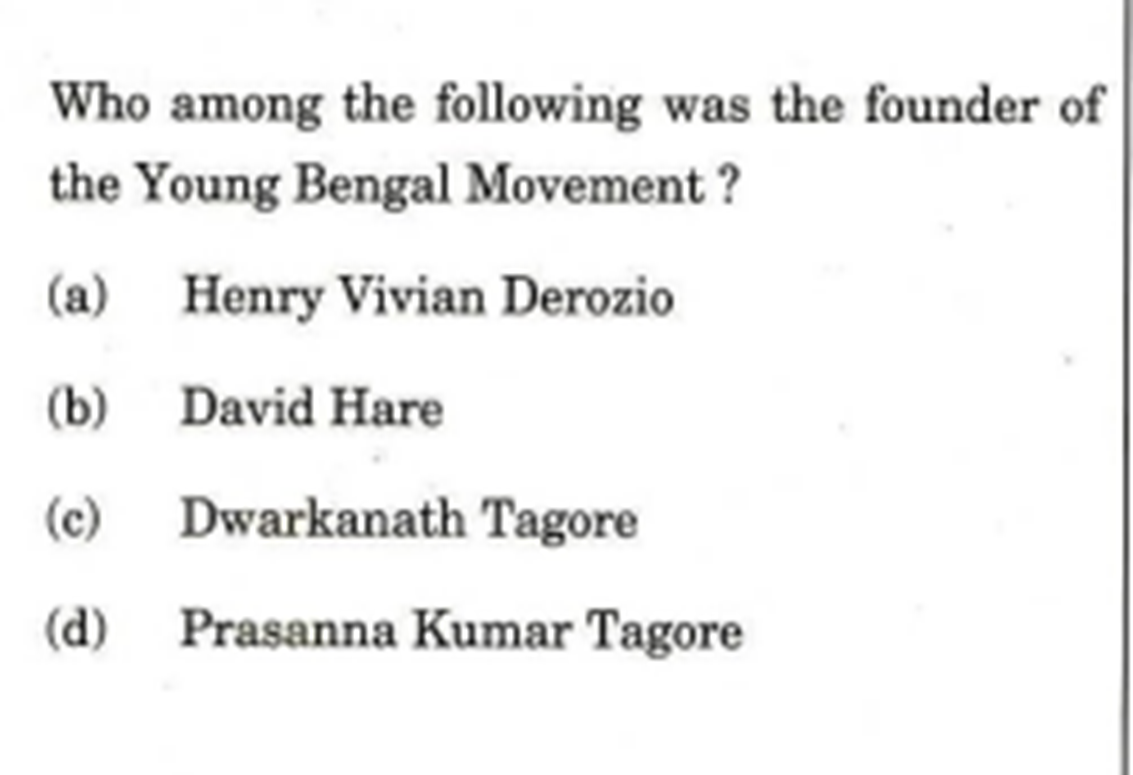 Who among the following was the founder of
the Young Bengal Movement ?
(a) Henry Vivian Derozio
(b) David Hare
(c) Dwarkanath Tagore
(d) Prasanna Kumar Tagore